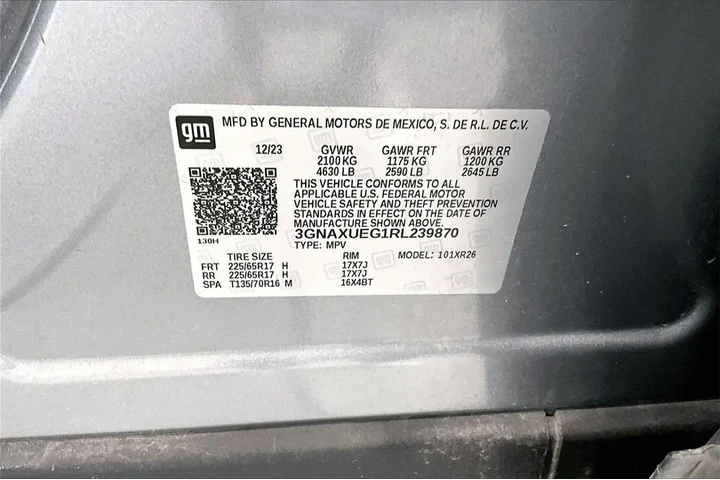 gm MFD BY GENERAL MOTORS DE MEXICO, S. DE R.L. DE C.V.
12/23 GVWR GAWR FRT GAWR RR
2100 KG 1175 KG 1200 KG
4630 LB 2590 LB 2645 LB
THIS VEHICLE CONFORMS TO ALL
APPLICABLE U.S. FEDERAL MOTOR
VEHICLE SAFETY AND THEFT PREVENTION
STANDARDS IN EFFECT ON THE DATE OF
MANUFACTURE SHOWN ABOVE.
3GNAXUEG1RL239870
130H
TYPE: MPV MODEL: 101XR26
TIRE SIZE RIM
FRT 225/65R17 H 17X7J
RR 225/65R17 H 17X7J
SPA T135/70R16 M 16X4BT